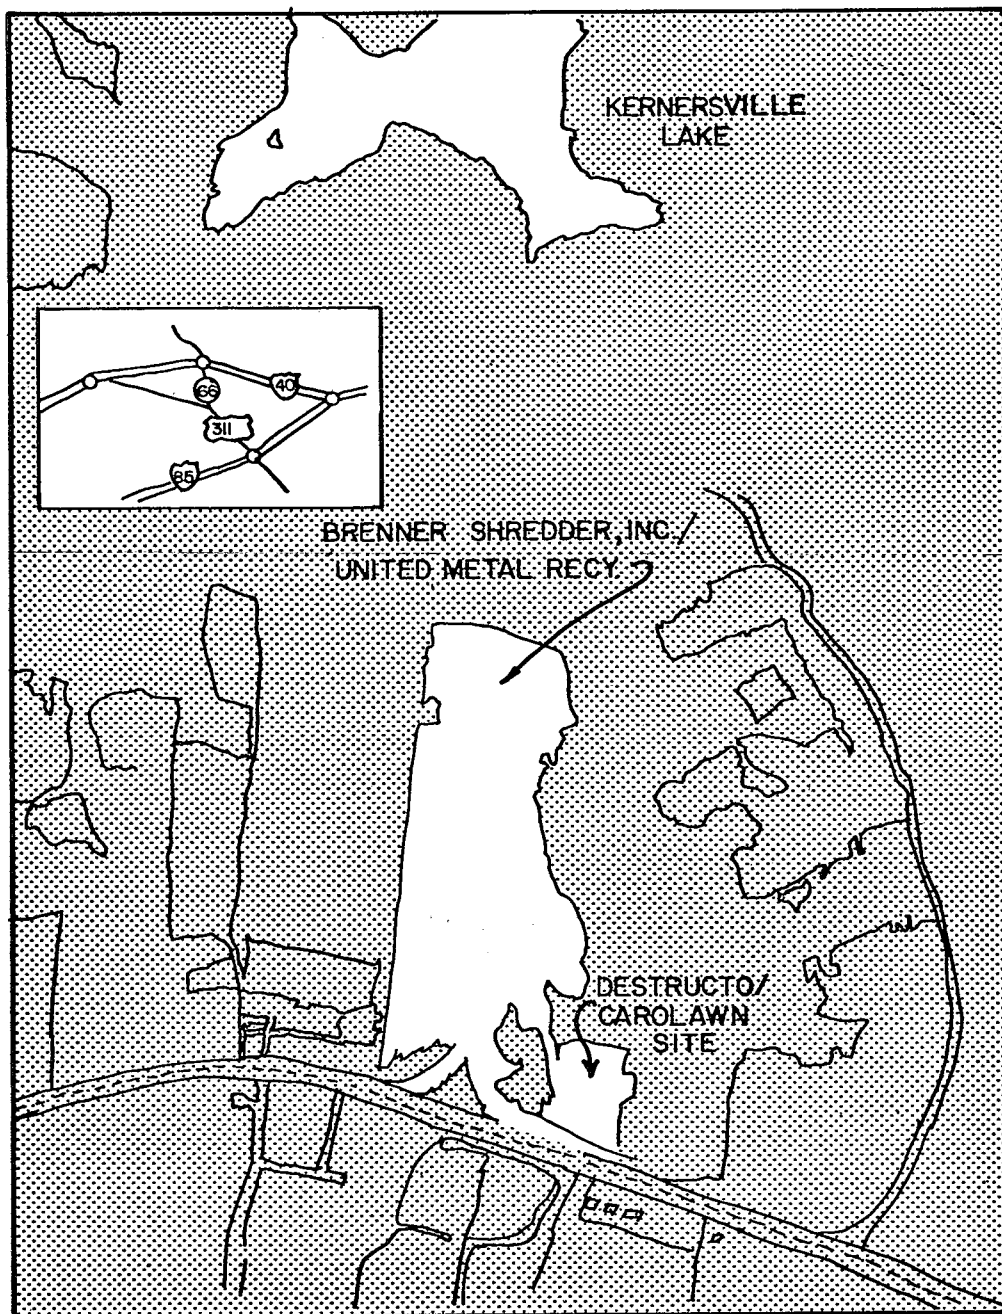 KERNERSVILLE
LAKE
66
40
311
85
BRENNER SHREDDER, INC./
UNITED METAL RECY.
DESTRUCTO/
CAROLAWN
SITE